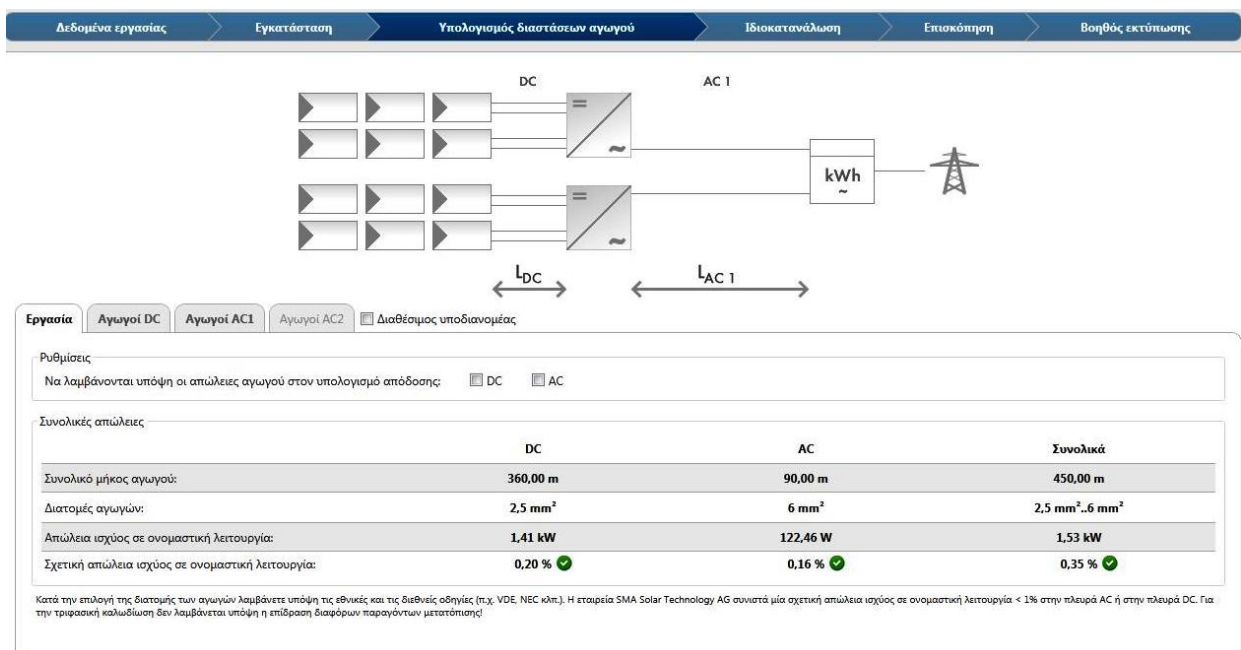 Δεδομένα εργασίας Εγκατάσταση Υπολογισμός διαστάσεων αγωγού Ιδιοκατανάλωση Επισκόπηση Βοηθός εκτύπωσης
DC AC 1
=
~
kWh
~
=
~
L_DC L_AC 1
Εργασία Αγωγοί DC Αγωγοί AC1 Αγωγοί AC2 Διαθέσιμος υποδιανομέας
Ρυθμίσεις
Να λαμβάνονται υπόψη οι απώλειες αγωγού στον υπολογισμό απόδοσης: DC AC
Συνολικές απώλειες
DC AC Συνολικά
Συνολικό μήκος αγωγού: 360,00 m 90,00 m 450,00 m
Διατομές αγωγών: 2,5 mm² 6 mm² 2,5 mm²..6 mm²
Απώλεια ισχύος σε ονομαστική λειτουργία: 1,41 kW 122,46 W 1,53 kW
Σχετική απώλεια ισχύος σε ονομαστική λειτουργία: 0,20 % 0,16 % 0,35 %
Κατά την επιλογή της διατομής των αγωγών λαμβάνετε υπόψη τις εθνικές και τις διεθνείς οδηγίες (π.χ. VDE, NEC κλπ.). Η εταιρεία SMA Solar Technology AG συνιστά μία σχετική απώλεια ισχύος σε ονομαστική λειτουργία < 1% στην πλευρά AC ή στην πλευρά DC. Για
την τριφασική καλωδίωση δεν λαμβάνεται υπόψη η επίδραση διαφόρων παραγόντων μετατόπισης!